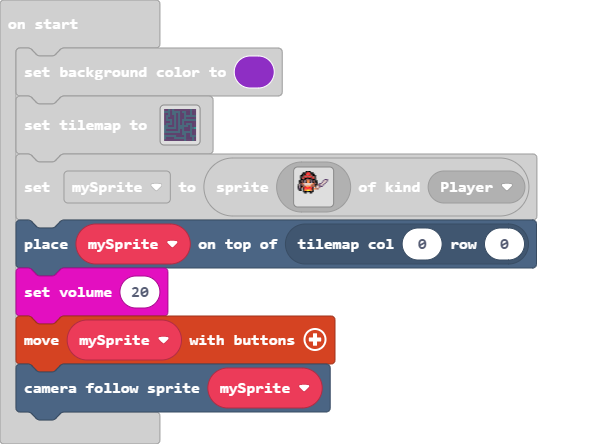 on start
set background color to
set tilemap to
set mySprite to sprite of kind Player
place mySprite on top of tilemap col 0 row 0
set volume 20
move mySprite with buttons
camera follow sprite mySprite